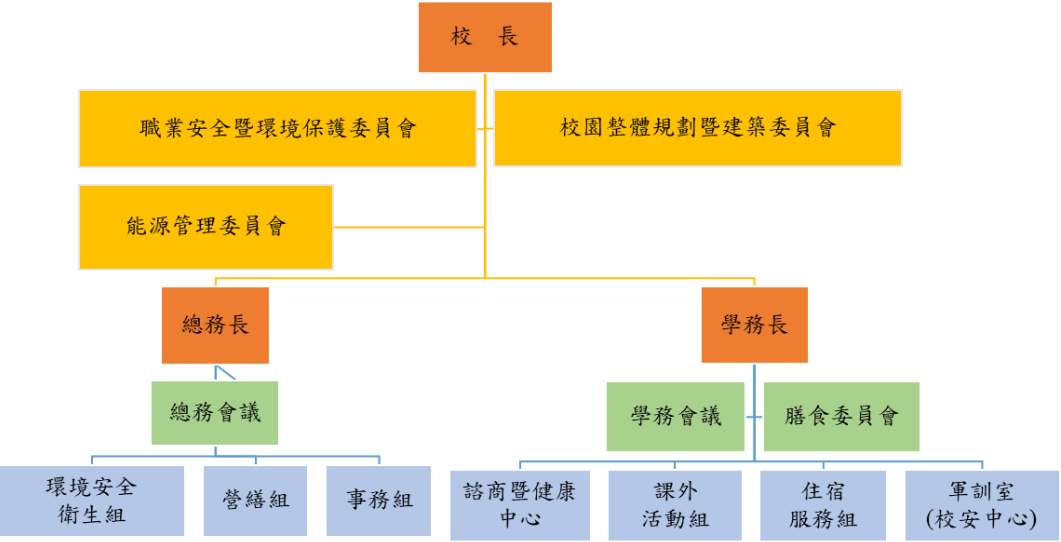 校 長
職業安全暨環境保護委員會
校園整體規劃暨建築委員會
能源管理委員會
總務長
學務長
總務會議
學務會議
膳食委員會
環境安全
衛生組
營繕組
事務組
諮商暨健康
中心
課外
活動組
住宿
服務組
軍訓室
(校安中心)